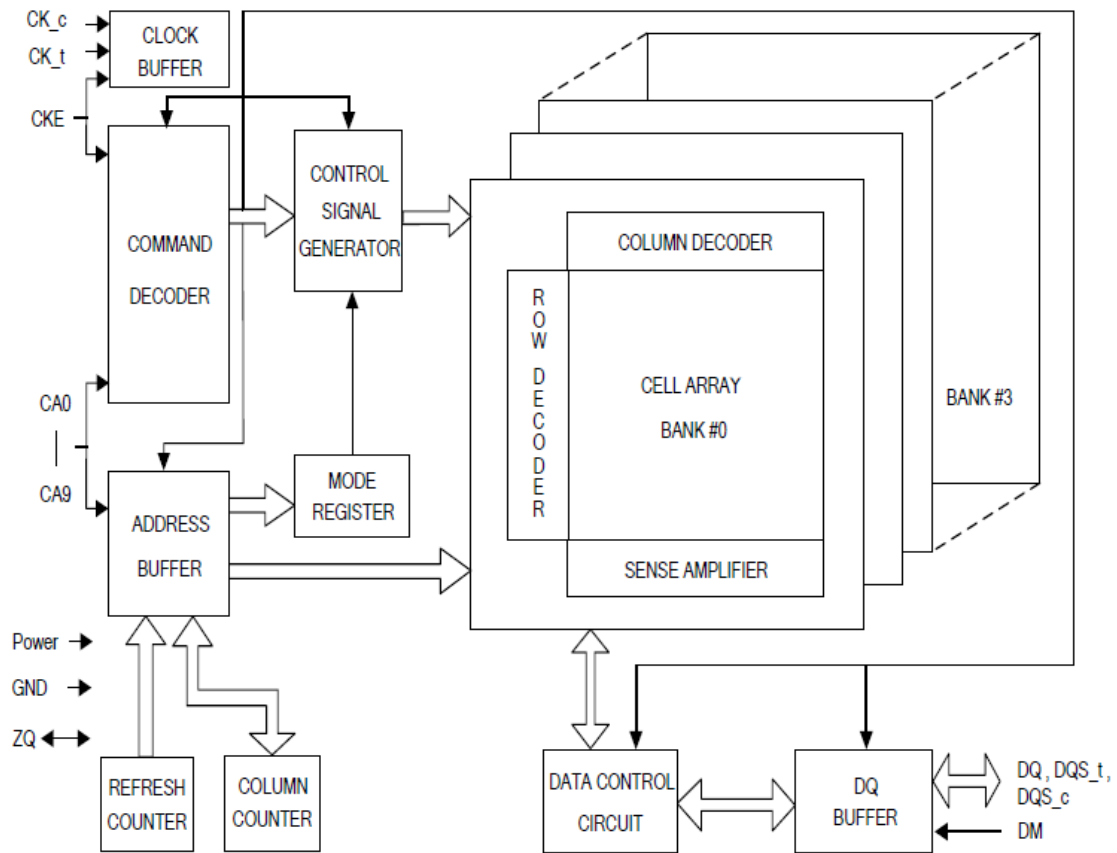 CK_c
CK_t
CKE
CLOCK
BUFFER
COMMAND
DECODER
CONTROL
SIGNAL
GENERATOR
COLUMN DECODER
ROW DECODER
CELL ARRAY
BANK #0
BANK #3
SENSE AMPLIFIER
CA0
CA9
MODE
REGISTER
ADDRESS
BUFFER
Power
GND
ZQ
REFRESH
COUNTER
COLUMN
COUNTER
DATA CONTROL
CIRCUIT
DQ
BUFFER
DQ , DQS_t ,
DQS_c
DM